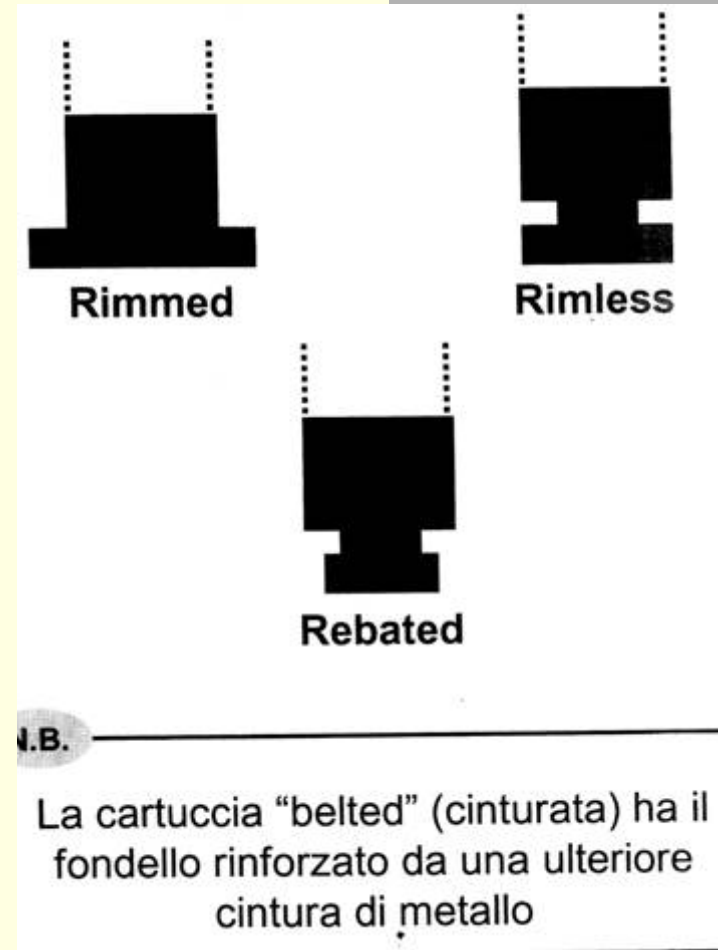 Rimmed
Rimless
Rebated
N.B.
La cartuccia “belted” (cinturata) ha il
fondello rinforzato da una ulteriore
cintura di metallo